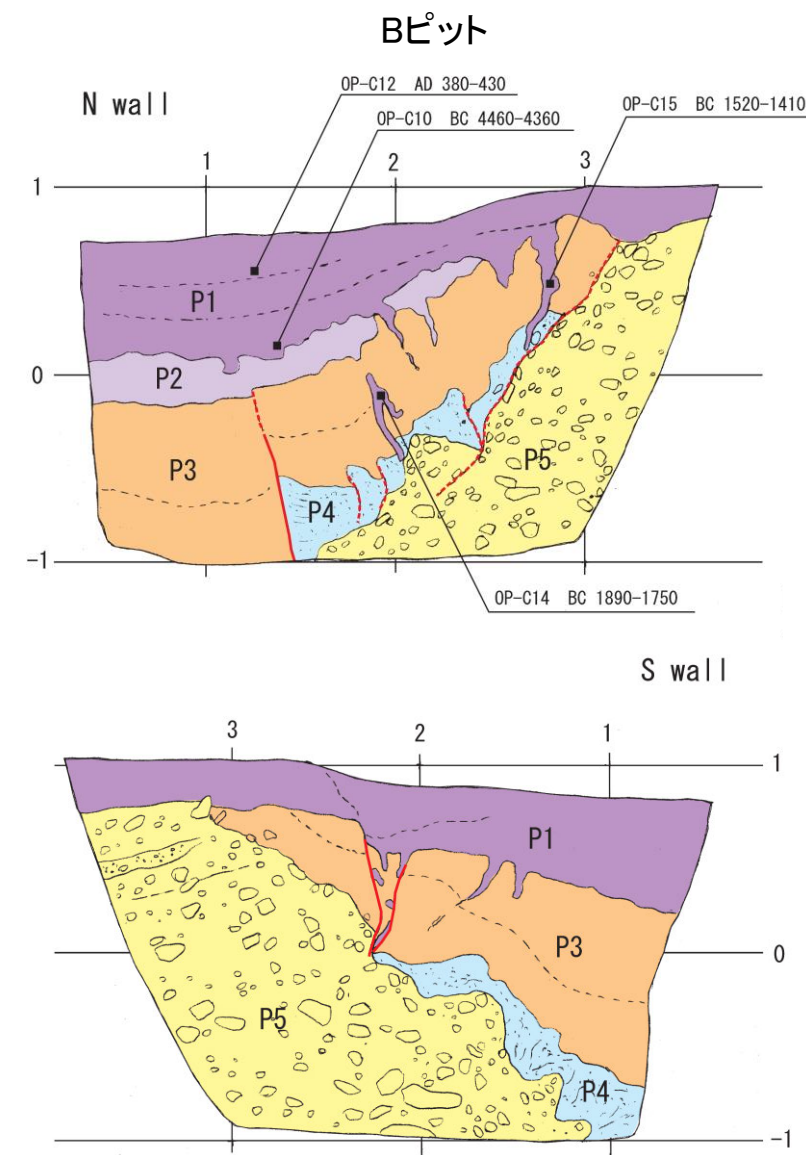 Bピット
N wall
OP-C12 AD 380-430
OP-C10 BC 4460-4360
OP-C15 BC 1520-1410
1
2
3
1
P1
0
P2
P3
P4
P5
-1
OP-C14 BC 1890-1750
S wall
3
2
1
1
P1
P3
0
P5
P4
-1